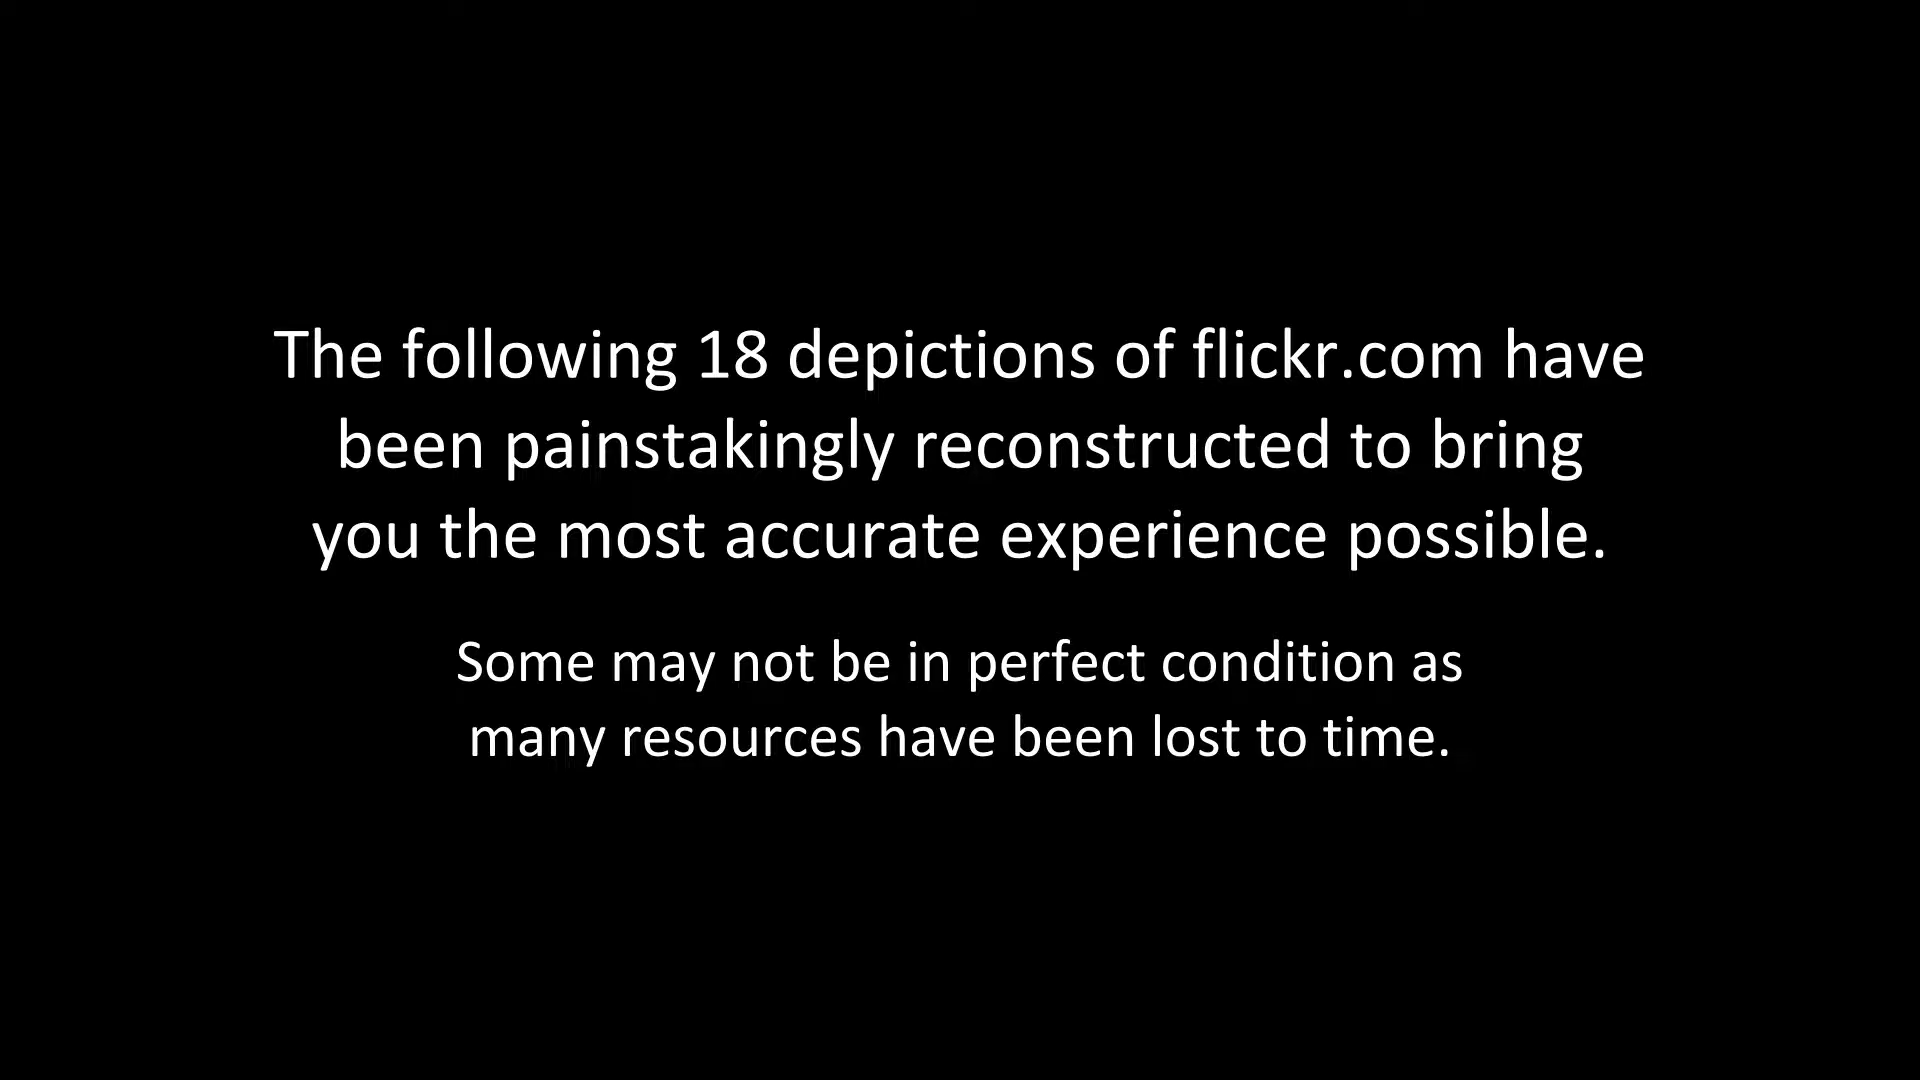 The following 18 depictions of flickr.com have
been painstakingly reconstructed to bring
you the most accurate experience possible.
Some may not be in perfect condition as
many resources have been lost to time.